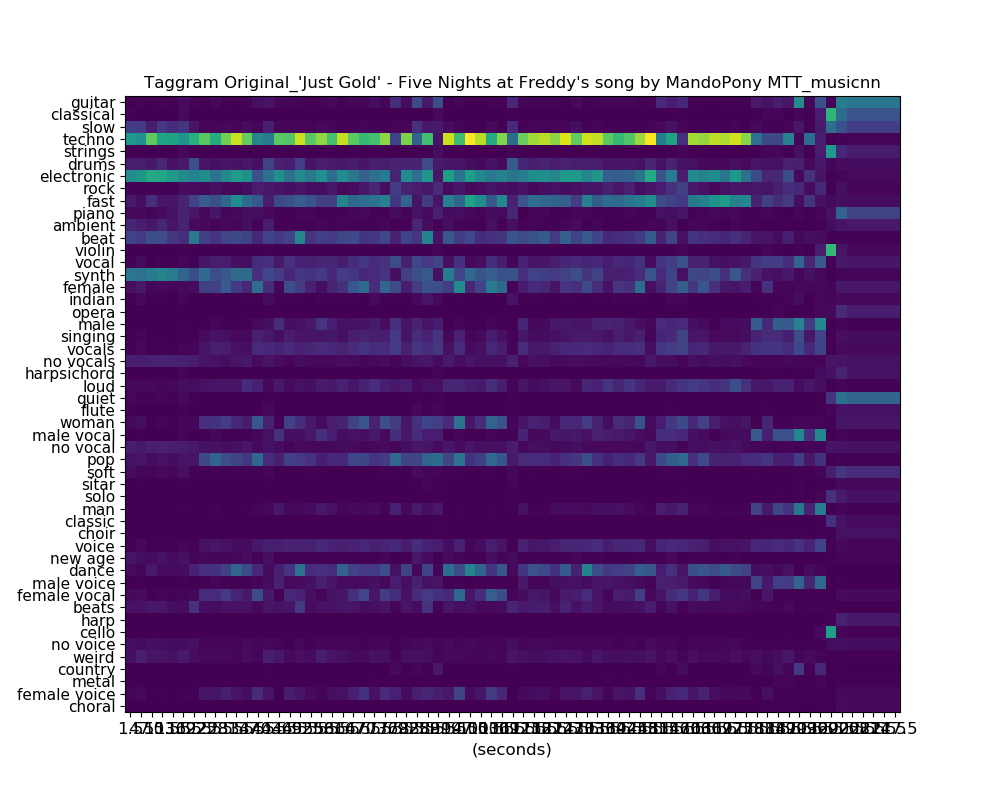 Taggram Original_'Just Gold' - Five Nights at Freddy's song by MandoPony MTT_musicnn
guitar
classical
slow
techno
strings
drums
electronic
rock
fast
piano
ambient
beat
violin
vocal
synth
female
indian
opera
male
singing
vocals
no vocals
harpsichord
loud
quiet
flute
woman
male vocal
no vocal
pop
soft
sitar
solo
man
classic
choir
voice
new age
dance
male voice
female vocal
beats
harp
cello
no voice
weird
country
metal
female voice
choral
(seconds)